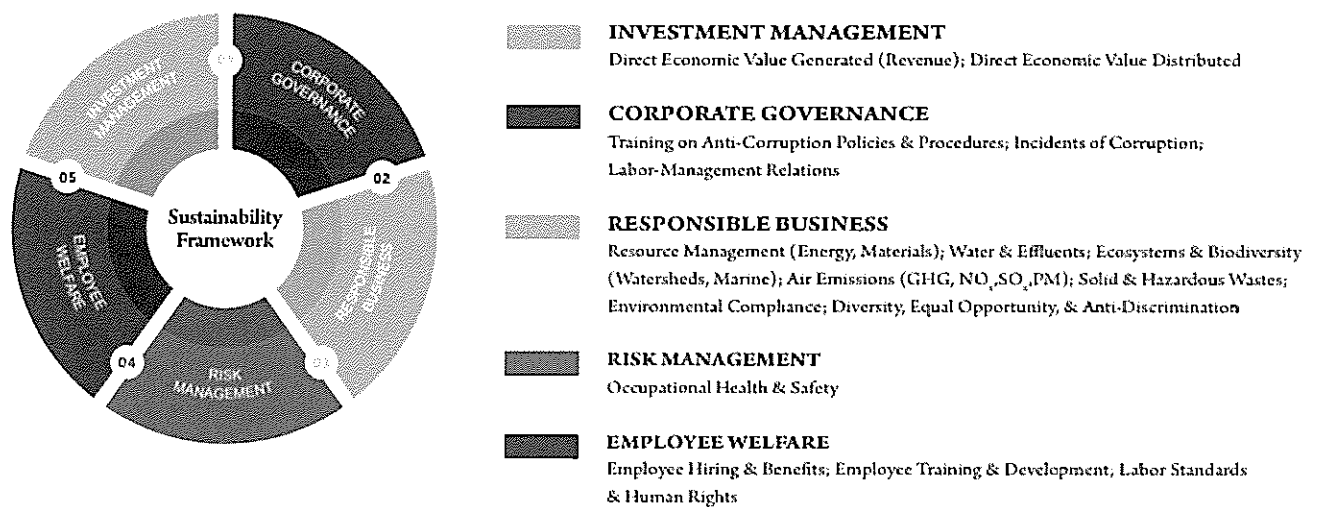 01
INVESTMENT
MANAGEMENT
CORPORATE
GOVERNANCE
05
02
Sustainability
Framework
EMPLOYEE
WELFARE
RESPONSIBLE
BUSINESS
04
03
RISK
MANAGEMENT
INVESTMENT MANAGEMENT
Direct Economic Value Generated (Revenue); Direct Economic Value Distributed
CORPORATE GOVERNANCE
Training on Anti-Corruption Policies & Procedures; Incidents of Corruption;
Labor-Management Relations
RESPONSIBLE BUSINESS
Resource Management (Energy, Materials); Water & Effluents; Ecosystems & Biodiversity
(Watersheds, Marine); Air Emissions (GHG, NOx,SOx,PM); Solid & Hazardous Wastes;
Environmental Compliance; Diversity, Equal Opportunity, & Anti-Discrimination
RISK MANAGEMENT
Occupational Health & Safety
EMPLOYEE WELFARE
Employee Hiring & Benefits; Employee Training & Development; Labor Standards
& Human Rights